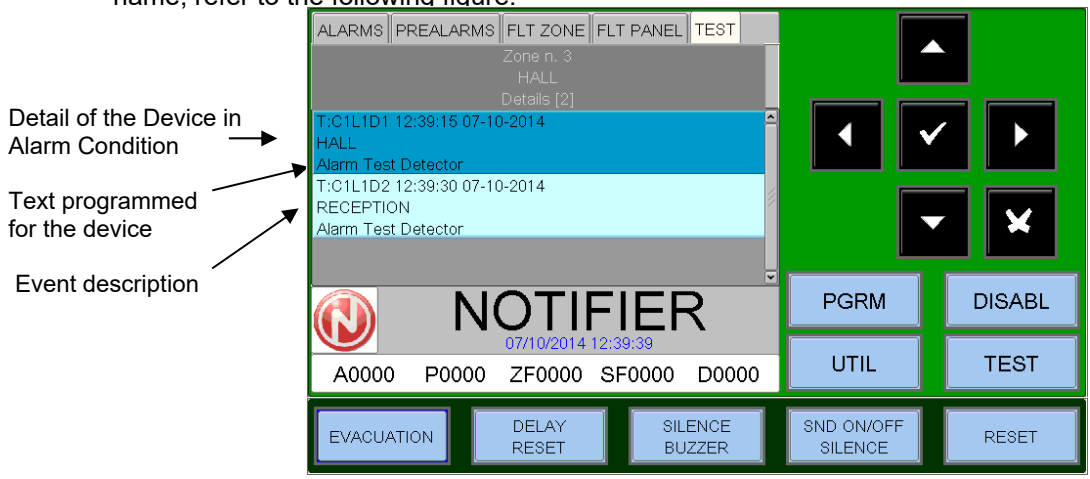 name, refer to the following figure.
ALARMS PREALARMS FLT ZONE FLT PANEL TEST
Zone n. 3
HALL
Details [2]
Detail of the Device in
Alarm Condition
T:C1L1D1 12:39:15 07-10-2014
HALL
Alarm Test Detector
Text programmed
for the device
T:C1L1D2 12:39:30 07-10-2014
RECEPTION
Alarm Test Detector
Event description
N
NOTIFIER
07/10/2014 12:39:39
A0000 P0000 ZF0000 SF0000 D0000
PGRM DISABL
UTIL TEST
EVACUATION
DELAY
RESET
SILENCE
BUZZER
SND ON/OFF
SILENCE
RESET